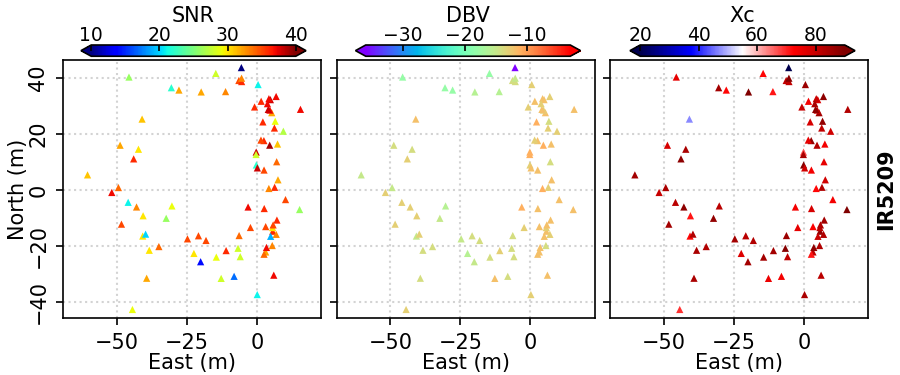 SNR DBV Xc
10 20 30 40 −30 −20 −10 20 40 60 80
North (m)
40
20
0
−20
−40
−50 −25 0 −50 −25 0 −50 −25 0
East (m) East (m) East (m)
IR5209